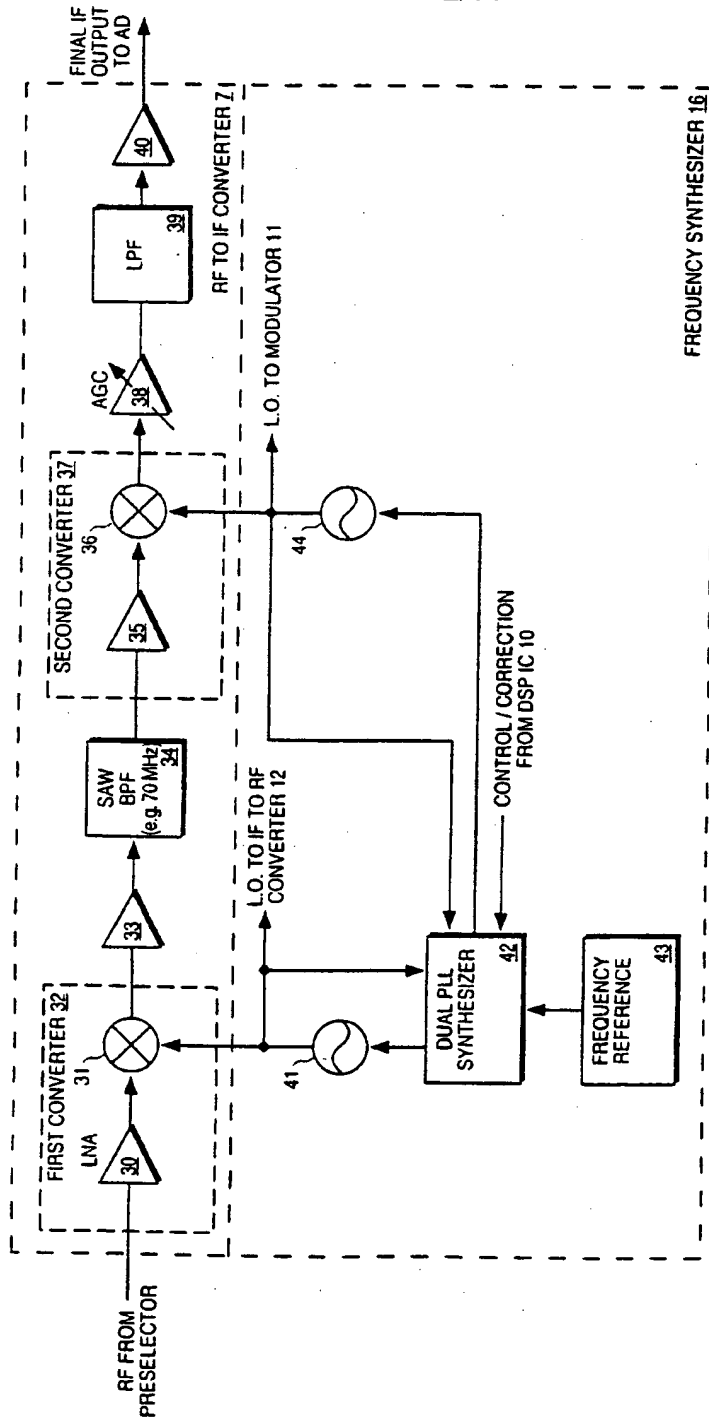 RF FROM
PRESELECTOR
FIRST CONVERTER 32
LNA
30
31
33
SAW
BPF
(e.g. 70 MHz)
34
SECOND CONVERTER 37
35
36
AGC
38
LPF
39
40
FINAL IF
OUTPUT
TO AD
RF TO IF CONVERTER 7
L.O. TO IF TO RF
CONVERTER 12
L.O. TO MODULATOR 11
41
44
DUAL PLL
SYNTHESIZER
42
CONTROL / CORRECTION
FROM DSP IC 10
FREQUENCY
REFERENCE
43
FREQUENCY SYNTHESIZER 16